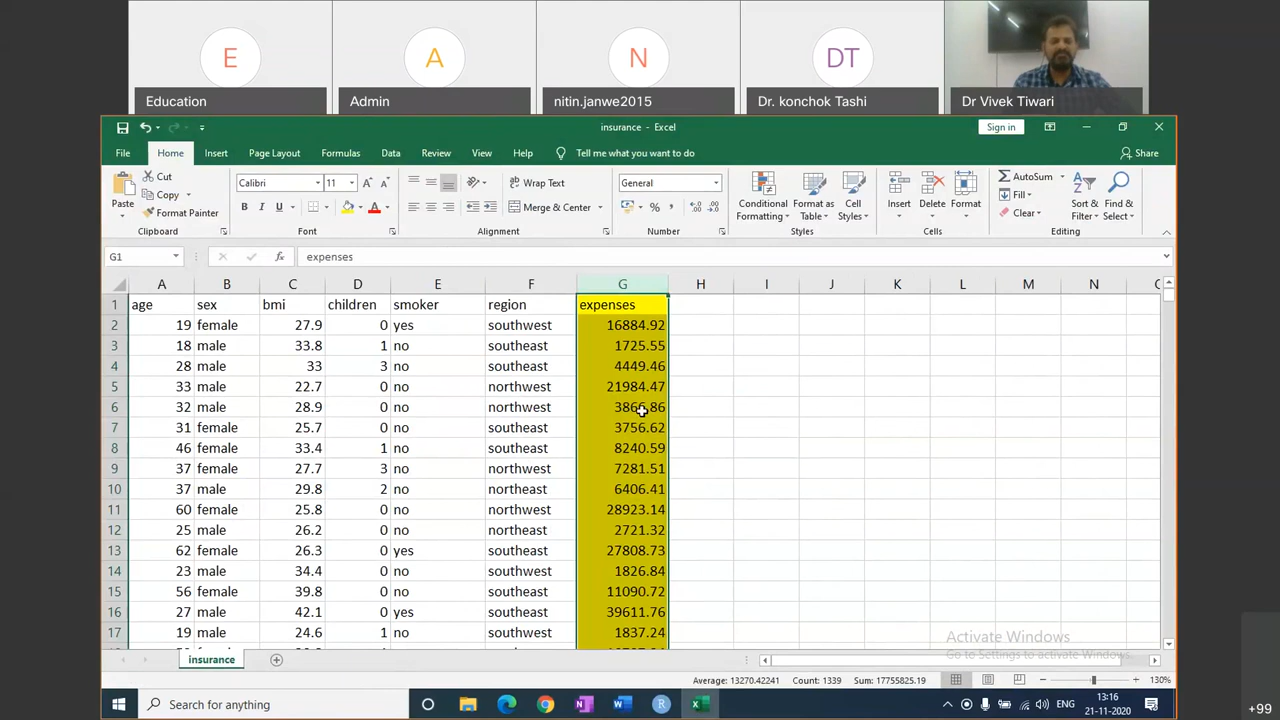 E A N DT
Education Admin nitin.janwe2015 Dr. konchok Tashi Dr Vivek Tiwari
insurance - Excel Sign in
File Home Insert Page Layout Formulas Data Review View Help Tell me what you want to do Share
Cut Calibri 11 A A Wrap Text General AutoSum
Copy Fill
Paste Format Painter B I U A Merge & Center % , Conditional Formatting Format as Table Cell Styles Insert Delete Format Clear Sort & Filter Find & Select
Clipboard Font Alignment Number Styles Cells Editing
G1 fx expenses
A B C D E F G H I J K L M N
1 age sex bmi children smoker region expenses
2 19 female 27.9 0 yes southwest 16884.92
3 18 male 33.8 1 no southeast 1725.55
4 28 male 33 3 no southeast 4449.46
5 33 male 22.7 0 no northwest 21984.47
6 32 male 28.9 0 no northwest 3866.86
7 31 female 25.7 0 no southeast 3756.62
8 46 female 33.4 1 no southeast 8240.59
9 37 female 27.7 3 no northwest 7281.51
10 37 male 29.8 2 no northeast 6406.41
11 60 female 25.8 0 no northwest 28923.14
12 25 male 26.2 0 no northeast 2721.32
13 62 female 26.3 0 yes southeast 27808.73
14 23 male 34.4 0 no southwest 1826.84
15 56 female 39.8 0 no southeast 11090.72
16 27 male 42.1 0 yes southeast 39611.76
17 19 male 24.6 1 no southwest 1837.24
Activate Windows
Go to Settings to activate Windows.
insurance
Average: 13270.42241 Count: 1339 Sum: 17755825.19 130%
Type here to search